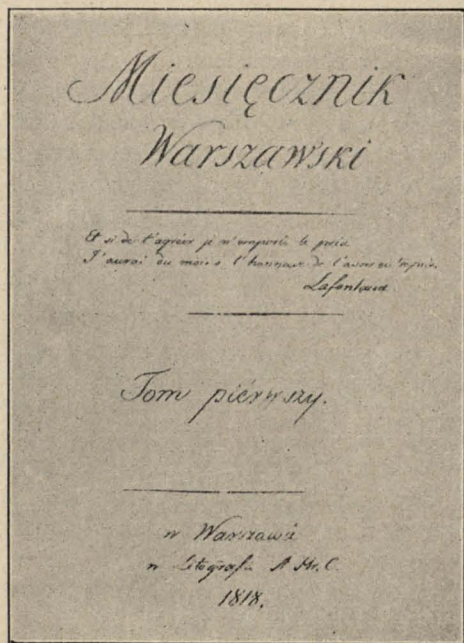 Miesięcznik
Warszawski
Et si de t'agréer je n'emporte le prix
J'aurai du moins l'honneur de l'avoir entrepris.
Lafontaine.
Tom piérwszy.
w Warszawie
w Litografii A
1818.